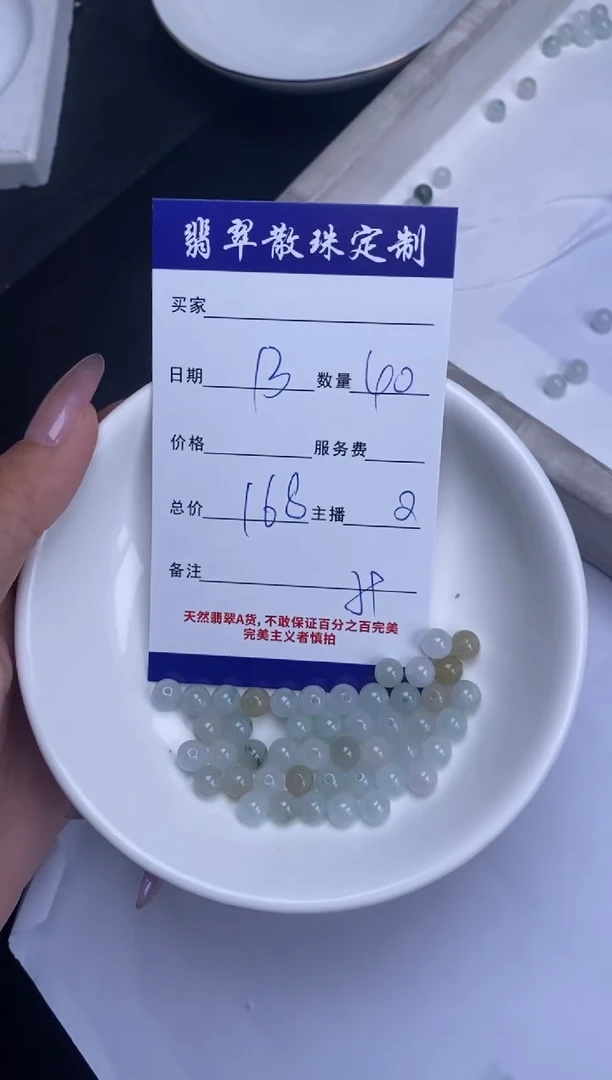 翡翠散珠定制
买家
日期 13 数量 60
价格 服务费
总价 168 主播 2
备注
天然翡翠A货,不敢保证百分之百完美
完美主义者慎拍